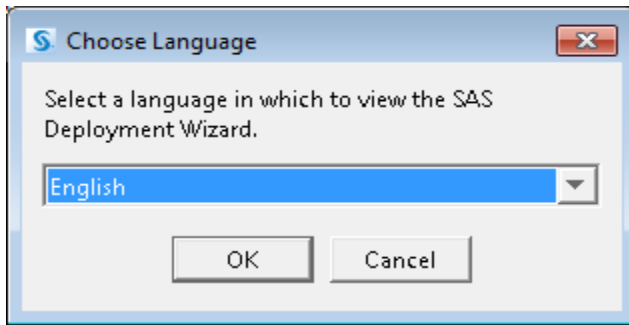 Choose Language
Select a language in which to view the SAS
Deployment Wizard.
English
OK
Cancel